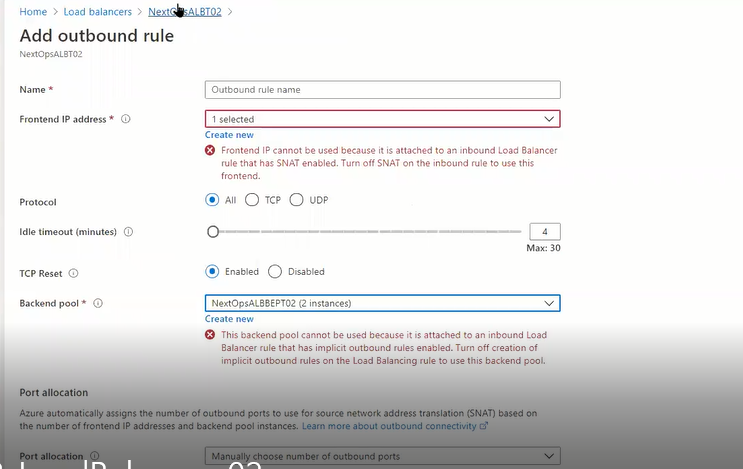 Home > Load balancers > NextOpsALBT02 >
Add outbound rule
NextOpsALBT02
Name *
Outbound rule name
Frontend IP address *
1 selected
Create new
Frontend IP cannot be used because it is attached to an inbound Load Balancer
rule that has SNAT enabled. Turn off SNAT on the inbound rule to use this
frontend.
Protocol
All TCP UDP
Idle timeout (minutes)
4
Max: 30
TCP Reset
Enabled Disabled
Backend pool *
NextOpsALBBEPT02 (2 instances)
Create new
This backend pool cannot be used because it is attached to an inbound Load
Balancer rule that has implicit outbound rules enabled. Turn off creation of
implicit outbound rules on the Load Balancing rule to use this backend pool.
Port allocation
Azure automatically assigns the number of outbound ports to use for source network address translation (SNAT) based on
the number of frontend IP addresses and backend pool instances. Learn more about outbound connectivity
Port allocation
Manually choose number of outbound ports